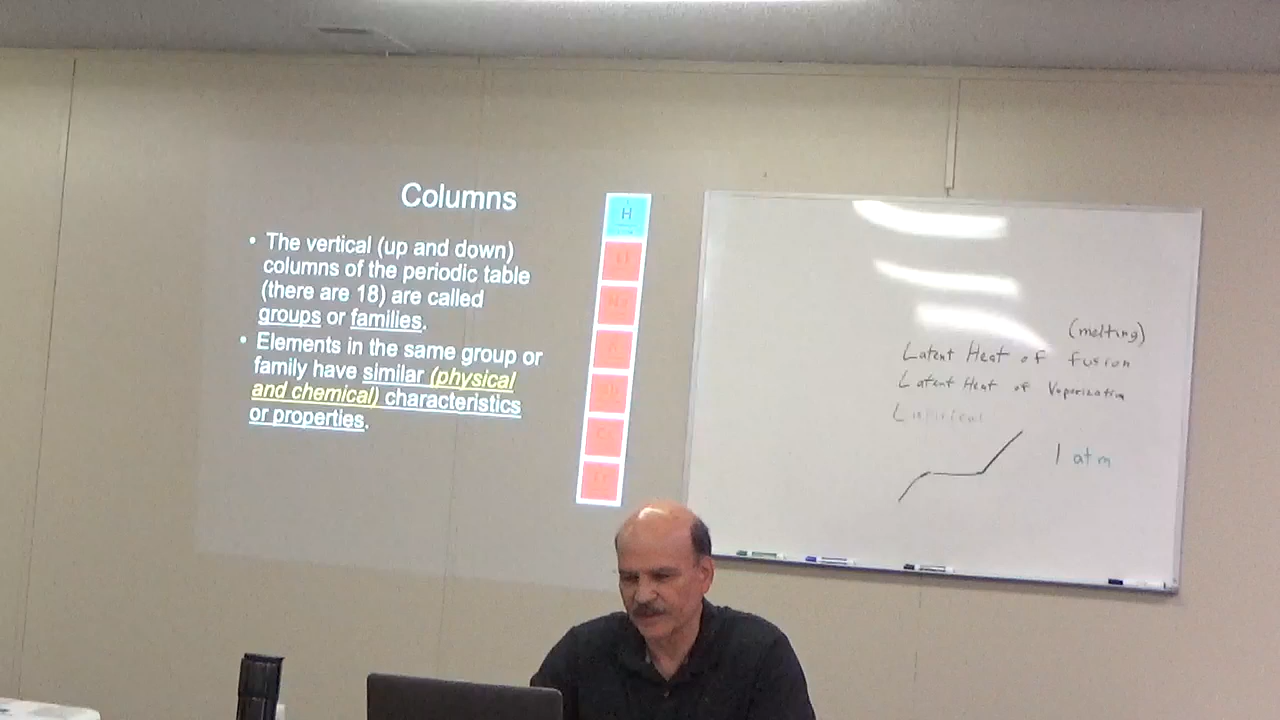 Columns
• The vertical (up and down)
columns of the periodic table
(there are 18) are called
groups or families.
• Elements in the same group or
family have similar (physical
and chemical) characteristics
or properties.
H
(melting)
Latent Heat of fusion
Latent Heat of Vaporization
1 atm